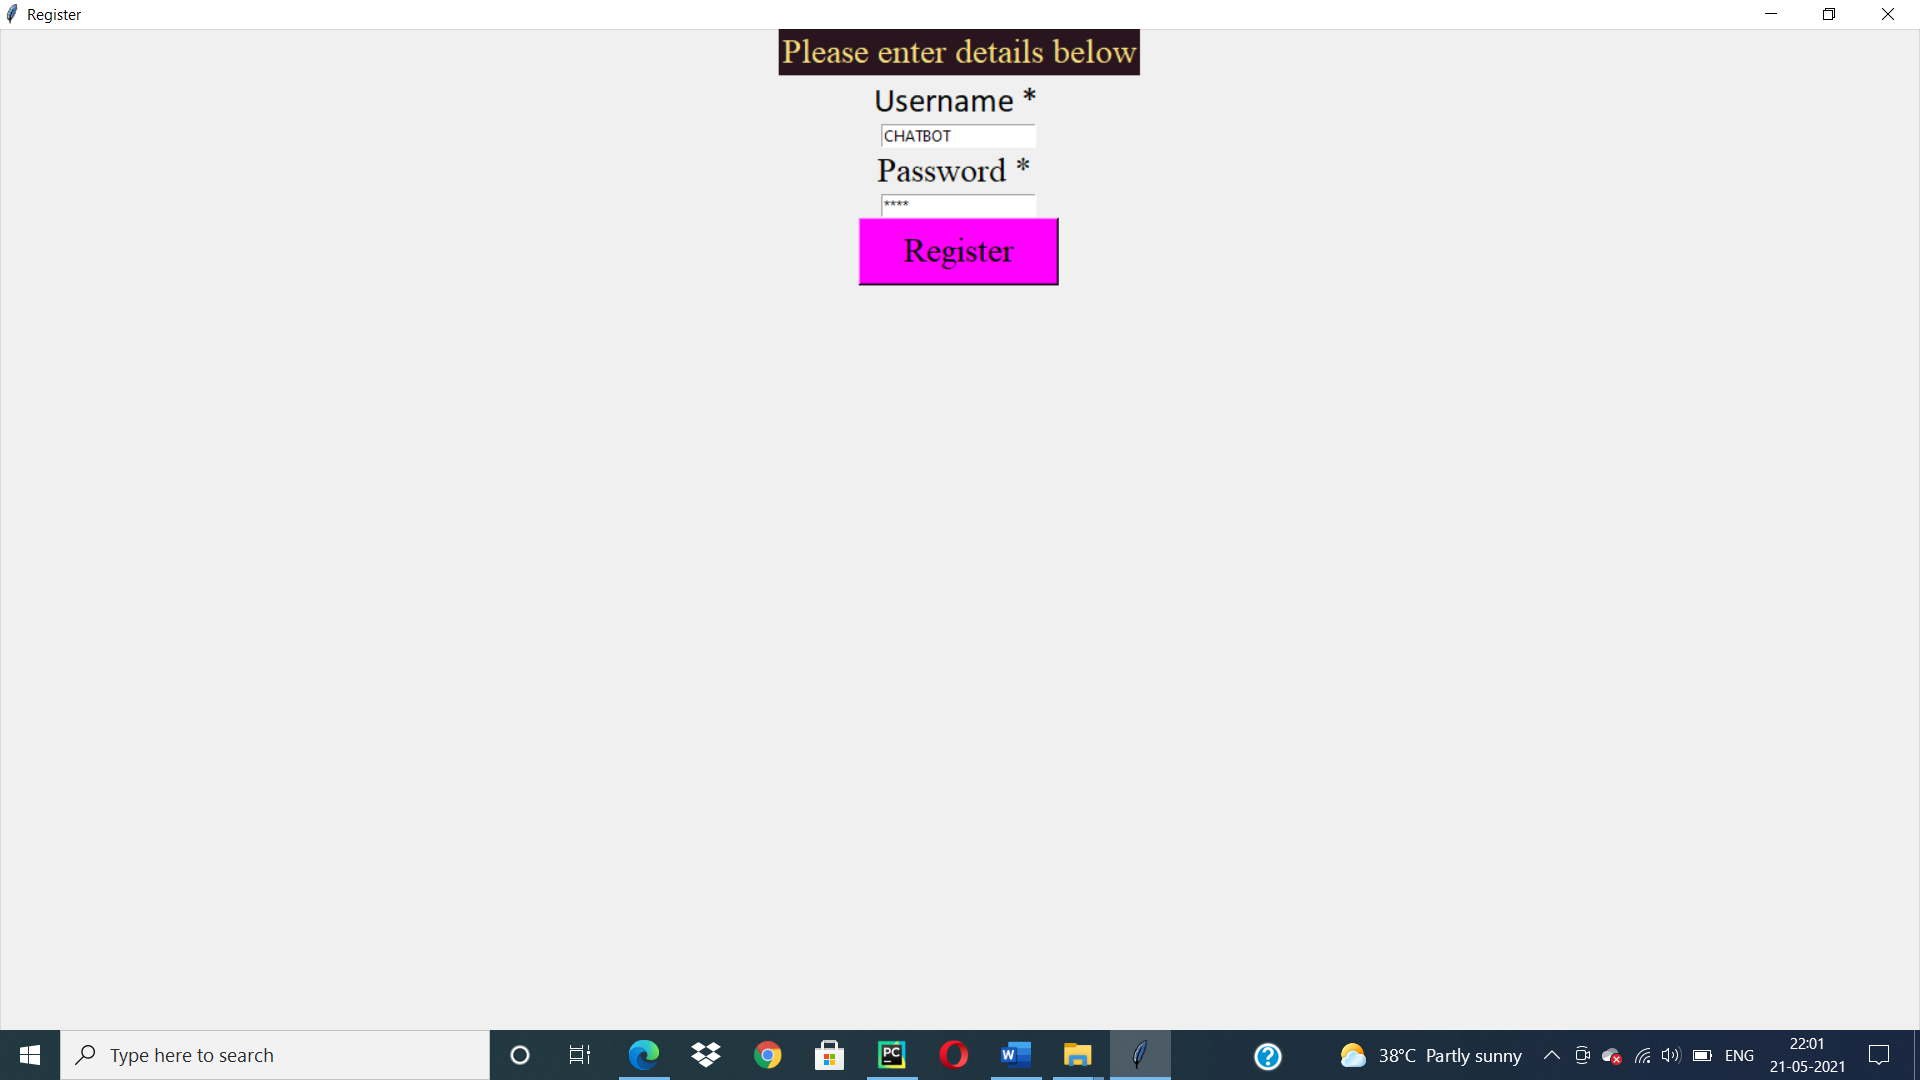 Register
Please enter details below
Username *
CHATBOT
Password *
****
Register
Type here to search
PC
W
?
38°C Partly sunny
ENG
22:01
21-05-2021